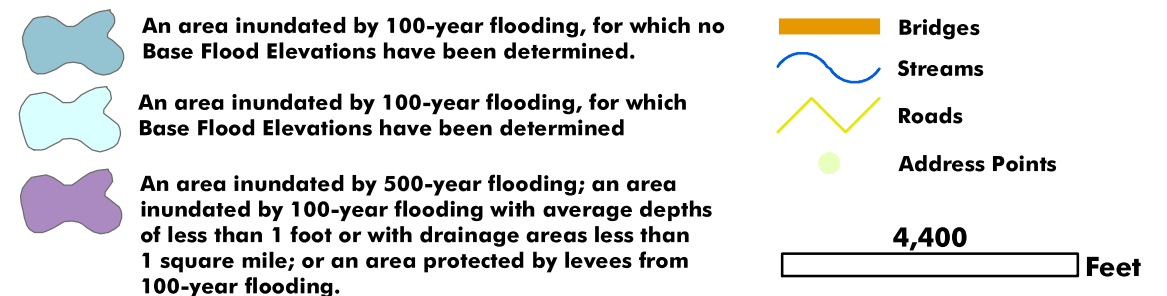 An area inundated by 100-year flooding, for which no
Base Flood Elevations have been determined.
An area inundated by 100-year flooding, for which
Base Flood Elevations have been determined
An area inundated by 500-year flooding; an area
inundated by 100-year flooding with average depths
of less than 1 foot or with drainage areas less than
1 square mile; or an area protected by levees from
100-year flooding.
Bridges
Streams
Roads
Address Points
4,400
Feet